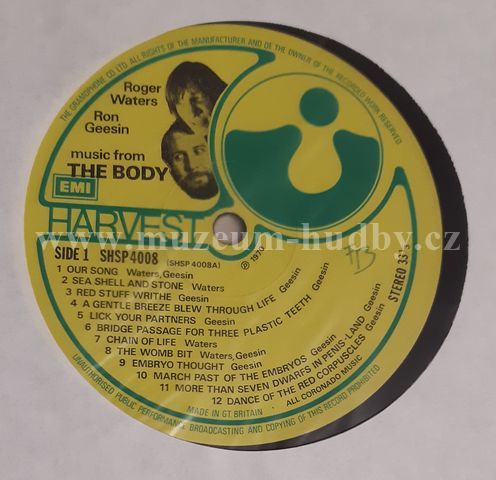 THE GRAMOPHONE CO LTD. ALL RIGHTS OF THE MANUFACTURER AND OF THE OWNER OF THE RECORDED WORK RESERVED
Roger
Waters
Ron
Geesin
music from
THE BODY
EMI
HARVEST
www.muzeum-hudby.cz
SIDE 1 SHSP 4008 (SHSP 4008A)
℗ 1970
STEREO 33
1 OUR SONG Waters, Geesin
2 SEA SHELL AND STONE Waters
3 RED STUFF WRITHE Geesin
4 A GENTLE BREEZE BLEW THROUGH LIFE Geesin
5 LICK YOUR PARTNERS Geesin
6 BRIDGE PASSAGE FOR THREE PLASTIC TEETH Geesin
7 CHAIN OF LIFE Waters
8 THE WOMB BIT Waters, Geesin
9 EMBRYO THOUGHT Geesin
10 MARCH PAST OF THE EMBRYOS Geesin
11 MORE THAN SEVEN DWARFS IN PENIS-LAND Geesin
12 DANCE OF THE RED CORPUSCLES Geesin
ALL CORONADO MUSIC
MADE IN GT BRITAIN
UNAUTHORISED PUBLIC PERFORMANCE BROADCASTING AND COPYING OF THIS RECORD PROHIBITED